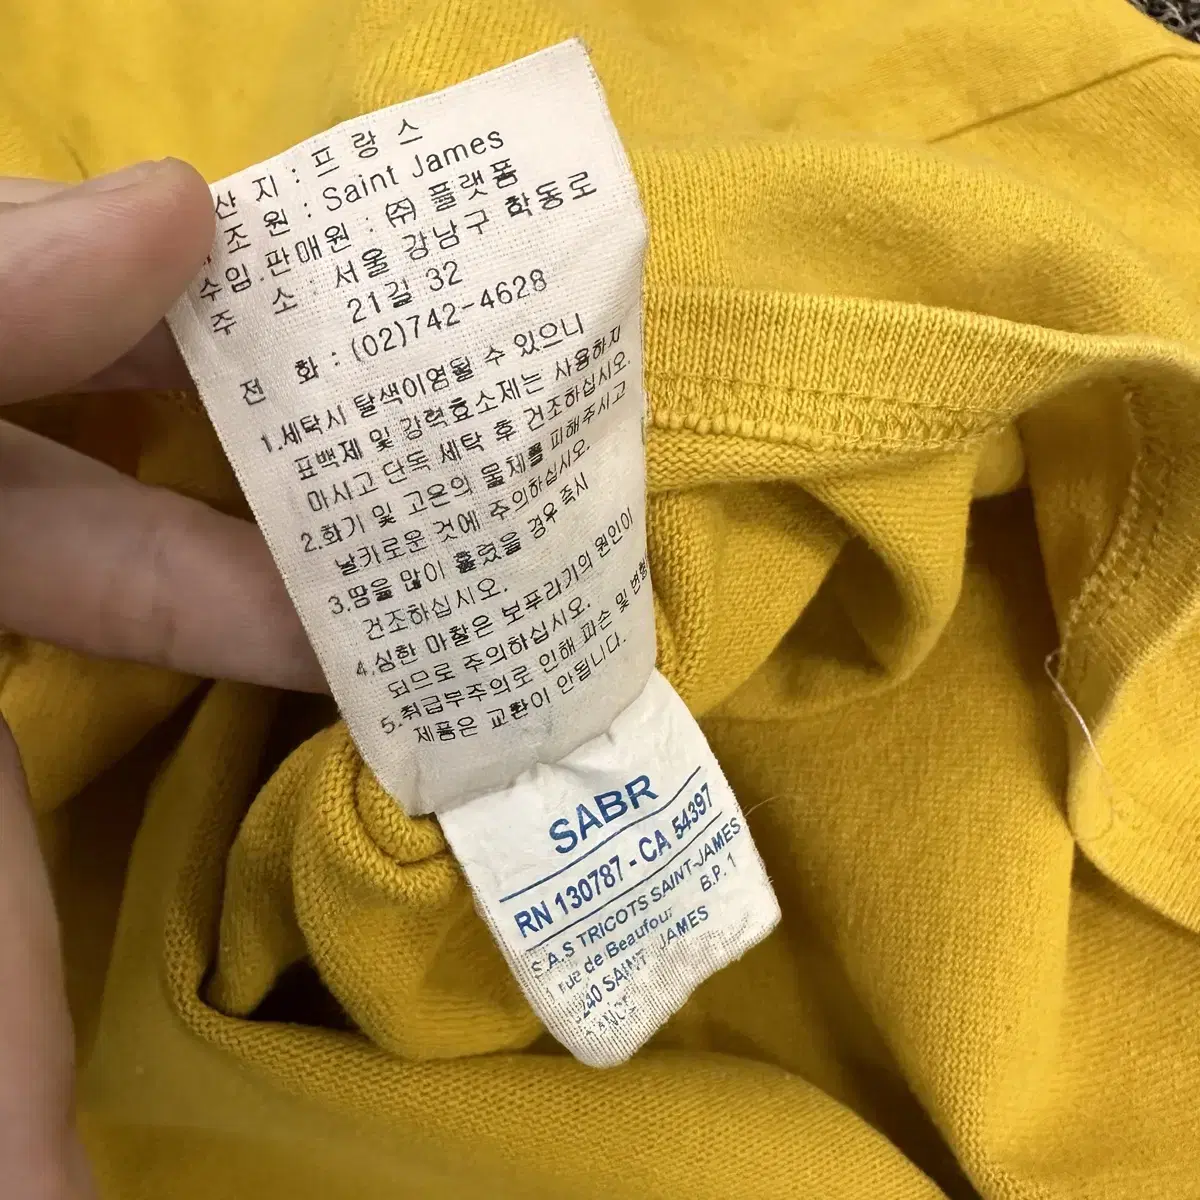 산 지 : 프 랑 스
조 원 : Saint James
수입.판매원 : ㈜ 플랫폼
주 소 : 서울 강남구 학동로
21길 32
전 화 : (02)742-4628
1.세탁시 탈색이염될 수 있으니
표백제 및 강력효소제는 사용하지
마시고 단독 세탁 후 건조하십시오.
2.화기 및 고온의 물체를 피해주시고
날카로운 것에 주의하십시오.
3.땀을 많이 흘렸을 경우 즉시
건조하십시오.
4.심한 마찰은 보푸라기의 원인이
되므로 주의하십시오.
5.취급부주의로 인해 파손 및 변형
제품은 교환이 안됩니다.
SABR
RN 130787 - CA 54397
S.A.S TRICOTS SAINT-JAMES
1 rue de Beaufour B.P. 1
SAINT JAMES